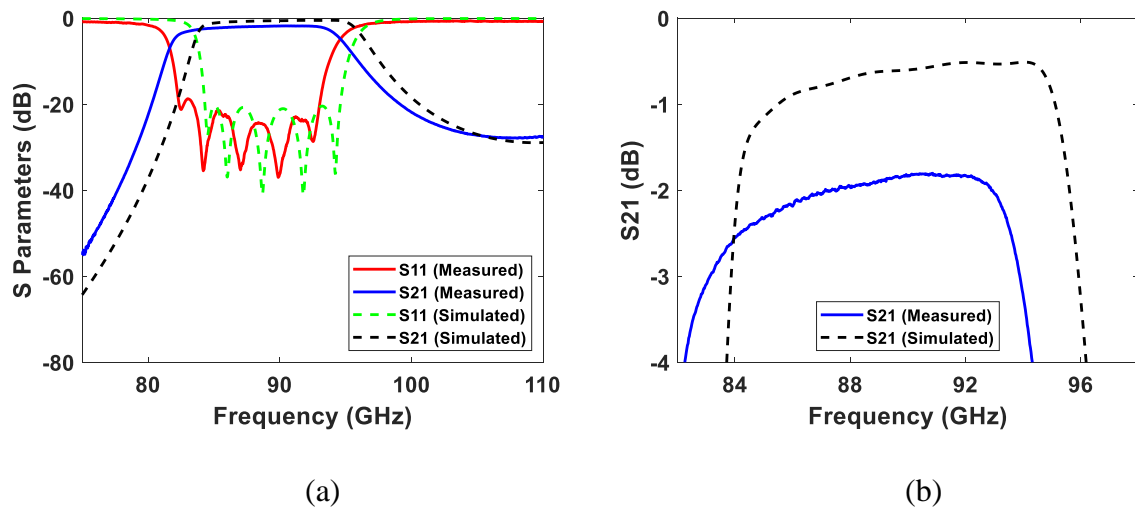 0
-20
-40
-60
-80
S Parameters (dB)
80
90
100
110
Frequency (GHz)
S11 (Measured)
S21 (Measured)
S11 (Simulated)
S21 (Simulated)
(a)
0
-1
-2
-3
-4
S21 (dB)
84
88
92
96
Frequency (GHz)
S21 (Measured)
S21 (Simulated)
(b)